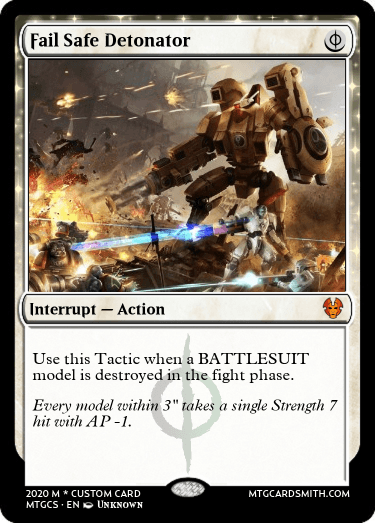 Fail Safe Detonator
Interrupt — Action
Use this Tactic when a BATTLESUIT
model is destroyed in the fight phase.
Every model within 3" takes a single Strength 7
hit with AP -1.
2020 M * CUSTOM CARD
MTGCS · EN Unknown
MTGCARDSMITH.COM